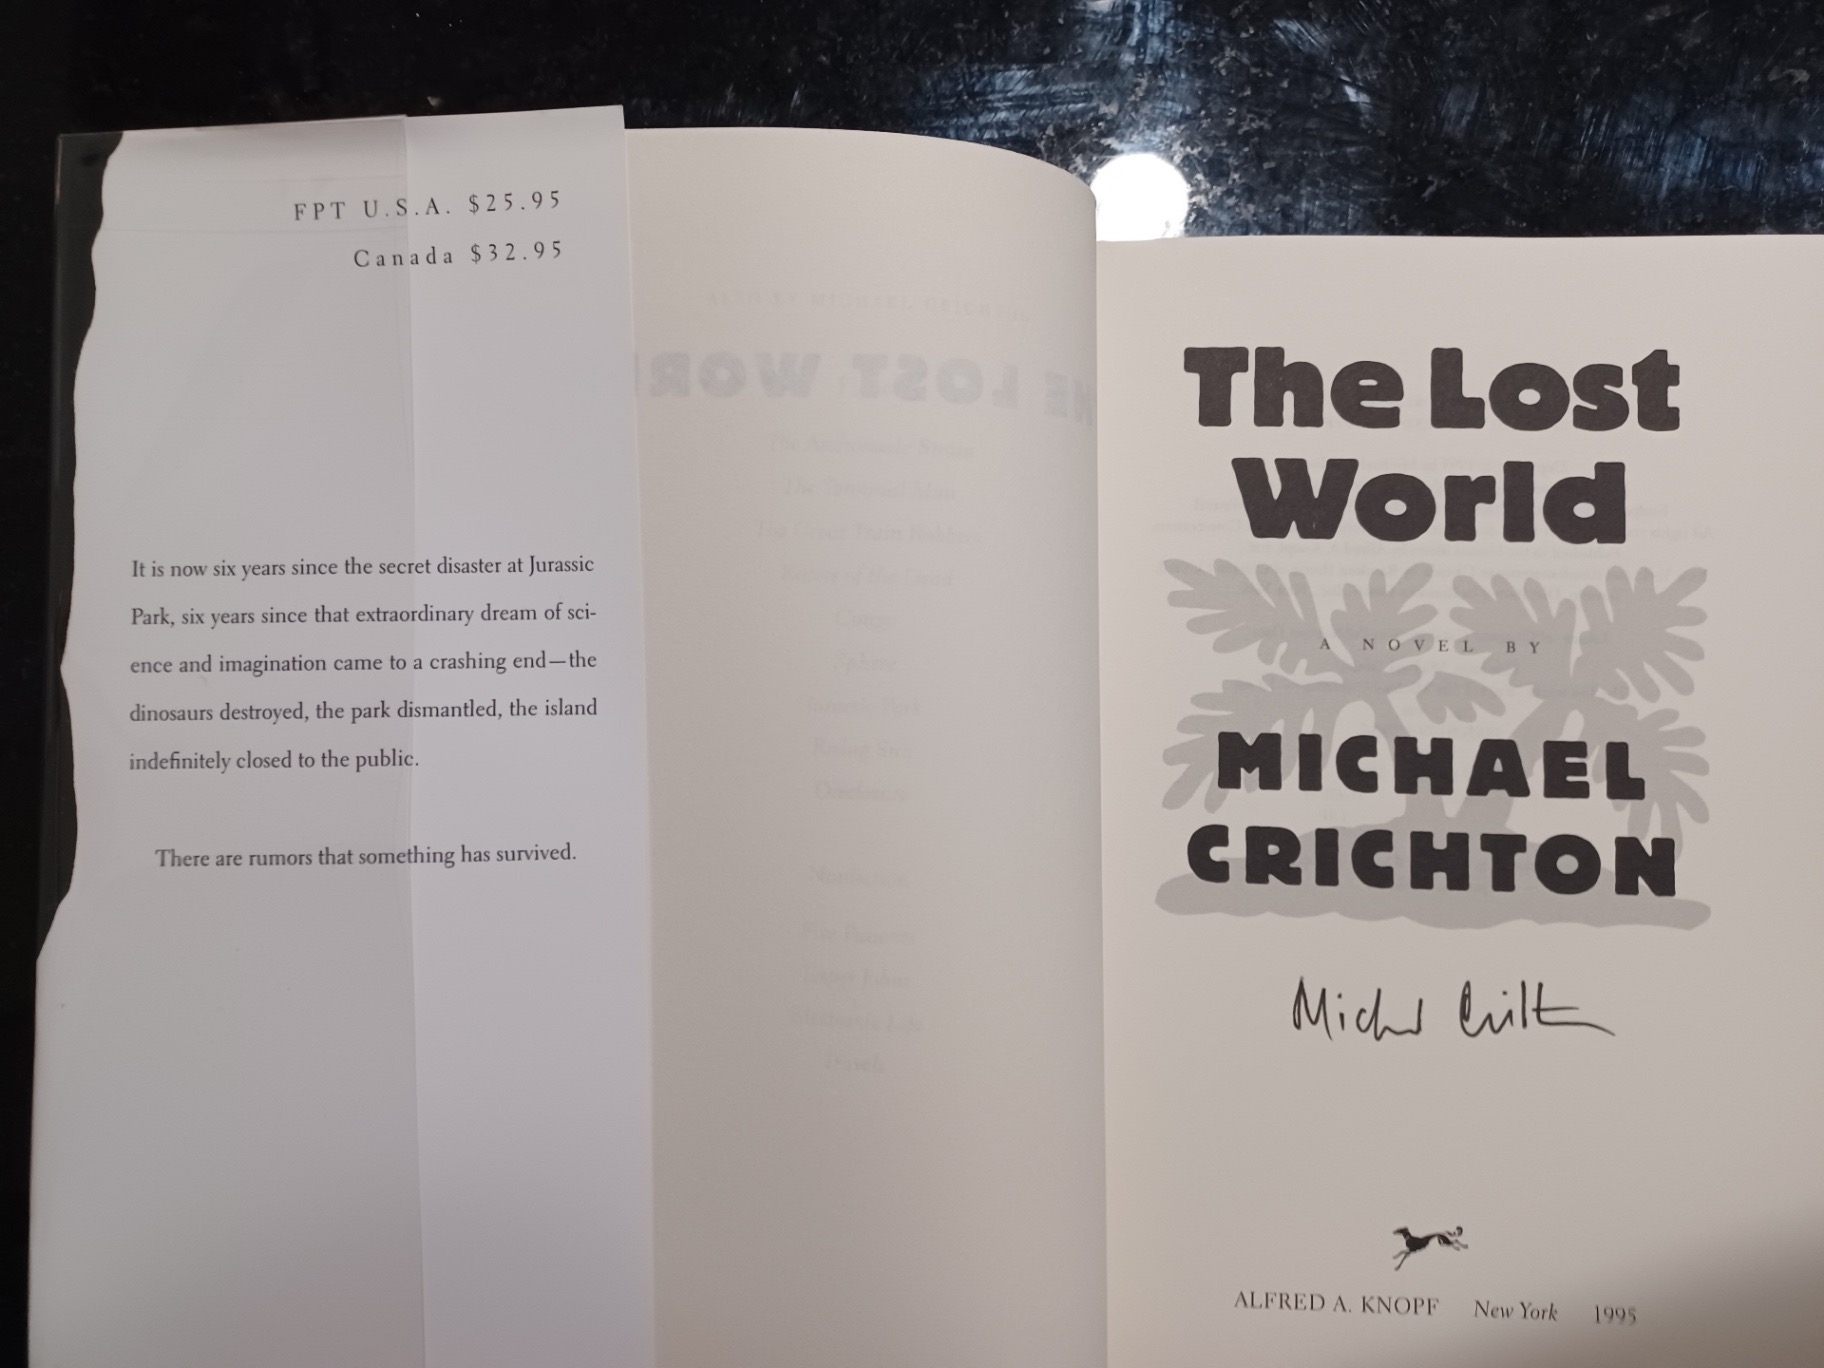 FPT U.S.A. $25.95
Canada $32.95
It is now six years since the secret disaster at Jurassic
Park, six years since that extraordinary dream of sci-
ence and imagination came to a crashing end—the
dinosaurs destroyed, the park dismantled, the island
indefinitely closed to the public.
There are rumors that something has survived.
The Lost
World
A NOVEL BY
MICHAEL
CRICHTON
ALFRED A. KNOPF New York 1995